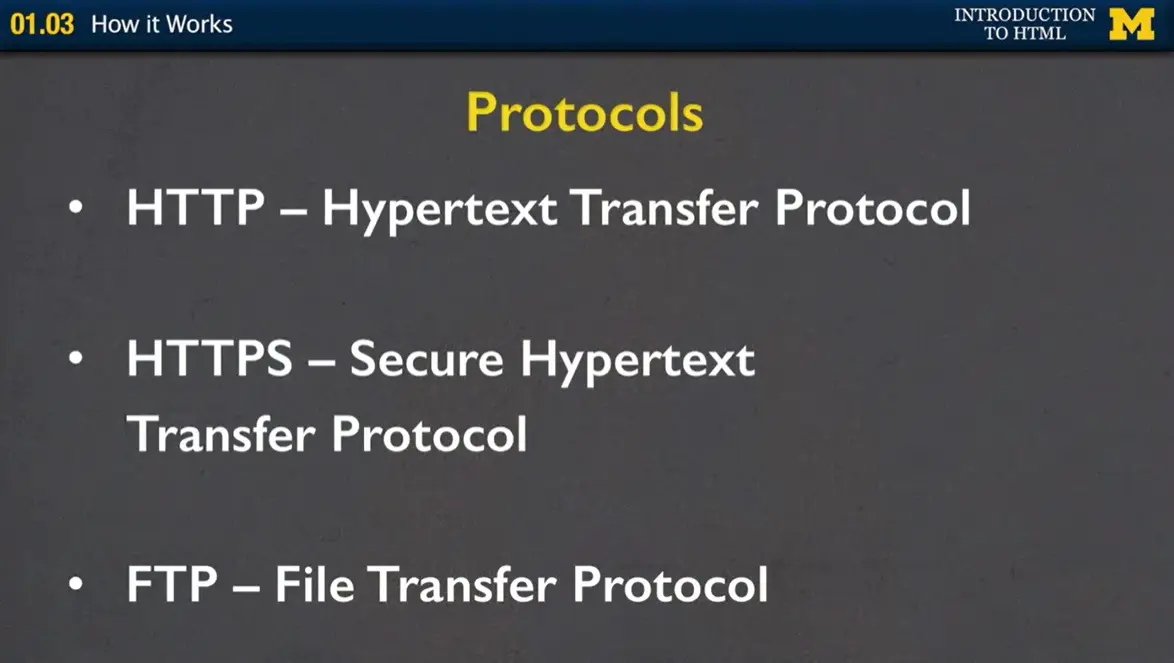 01.03 How it Works
INTRODUCTION
TO HTML
M
Protocols
• HTTP – Hypertext Transfer Protocol
• HTTPS – Secure Hypertext
Transfer Protocol
• FTP – File Transfer Protocol